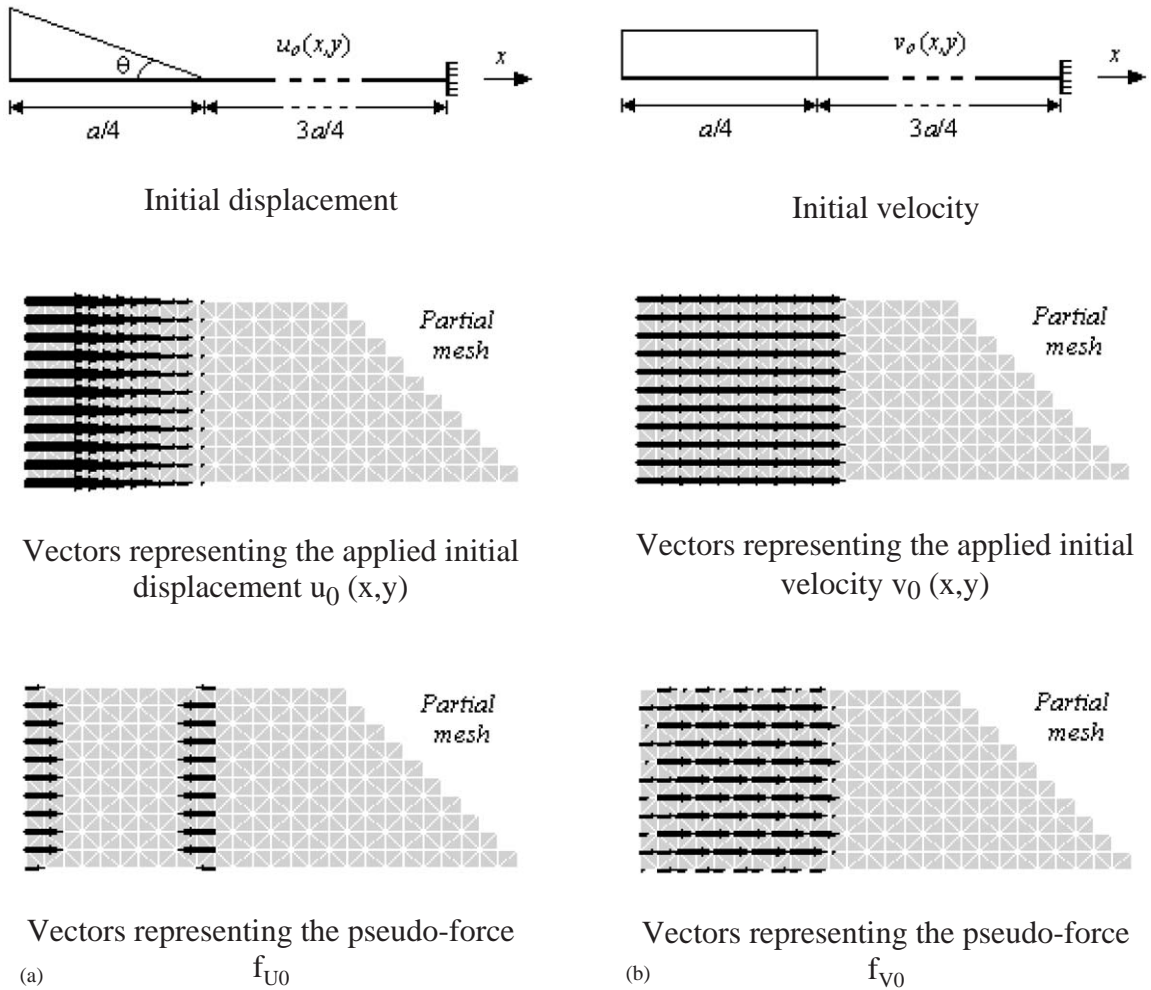 u₀(x,y)
θ
x
a/4
3a/4
Initial displacement
v₀(x,y)
x
a/4
3a/4
Initial velocity
Partial
mesh
Vectors representing the applied initial
displacement u₀ (x,y)
Partial
mesh
Vectors representing the applied initial
velocity v₀ (x,y)
Partial
mesh
Vectors representing the pseudo-force
(a)
f_U0
Partial
mesh
Vectors representing the pseudo-force
(b)
f_V0